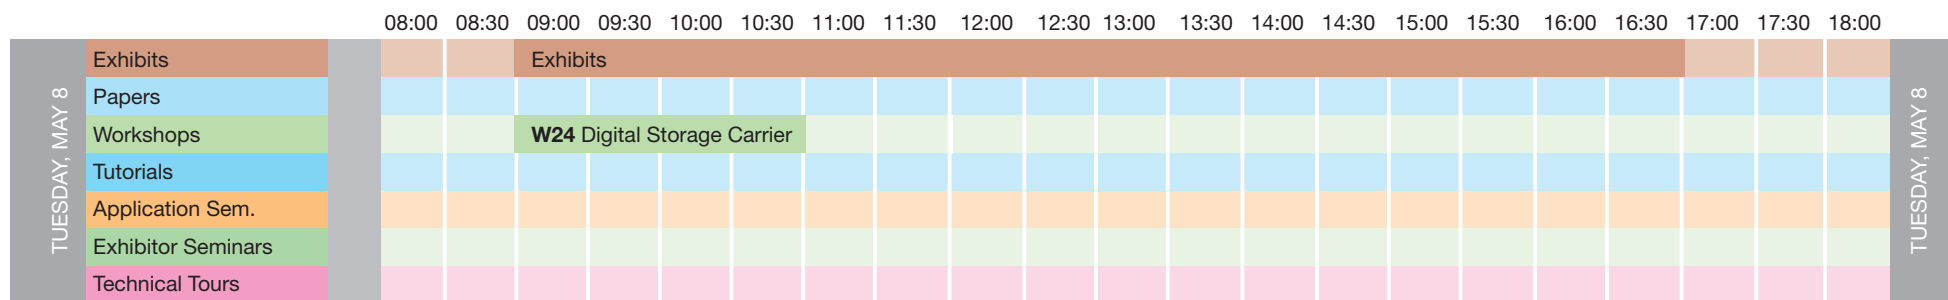 08:00 08:30 09:00 09:30 10:00 10:30 11:00 11:30 12:00 12:30 13:00 13:30 14:00 14:30 15:00 15:30 16:00 16:30 17:00 17:30 18:00
TUESDAY, MAY 8
Exhibits Exhibits
Papers
Workshops W24 Digital Storage Carrier
Tutorials
Application Sem.
Exhibitor Seminars
Technical Tours
TUESDAY, MAY 8